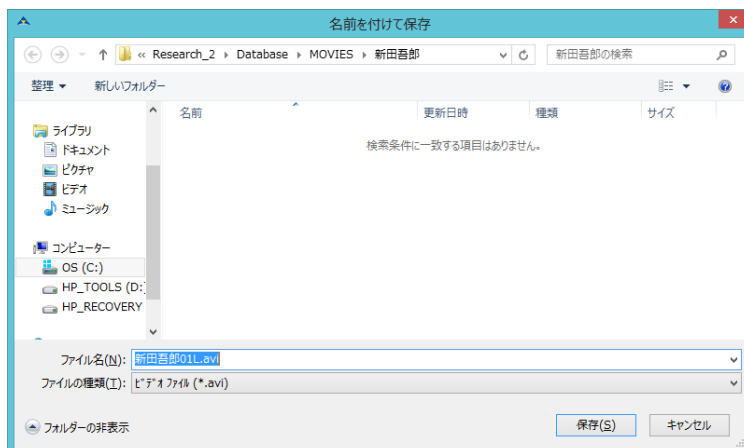 名前を付けて保存
« Research_2 MOVIES Database 新田吾郎 新田吾郎の検索
整理 新しいフォルダー
名前 更新日時 種類 サイズ
検索条件に一致する項目はありません。
ライブラリ
ドキュメント
ピクチャ
ビデオ
ミュージック
コンピューター
OS (C:)
HP_TOOLS (D:
HP_RECOVERY
ファイル名(N): 新田吾郎01L.avi
ファイルの種類(T): ビデオ ファイル (*.avi)
フォルダーの非表示 保存(S) キャンセル